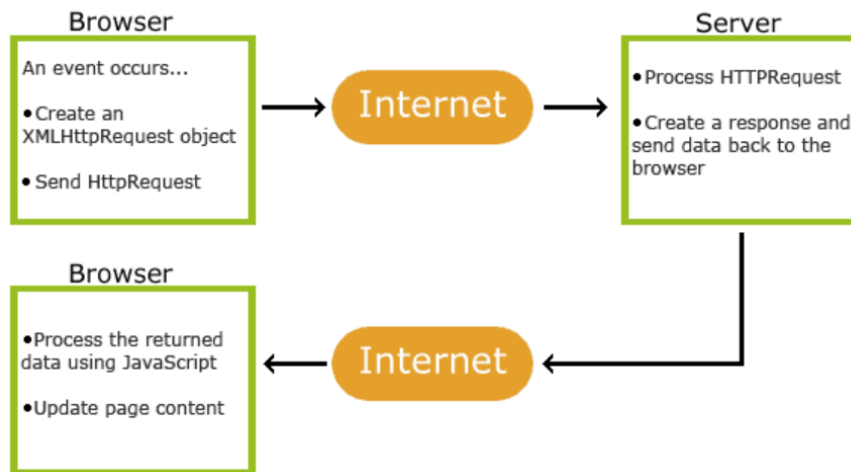 Browser
An event occurs...
•Create an
XMLHttpRequest object
•Send HttpRequest
Internet
Server
•Process HTTPRequest
•Create a response and
send data back to the
browser
Browser
•Process the returned
data using JavaScript
•Update page content
Internet